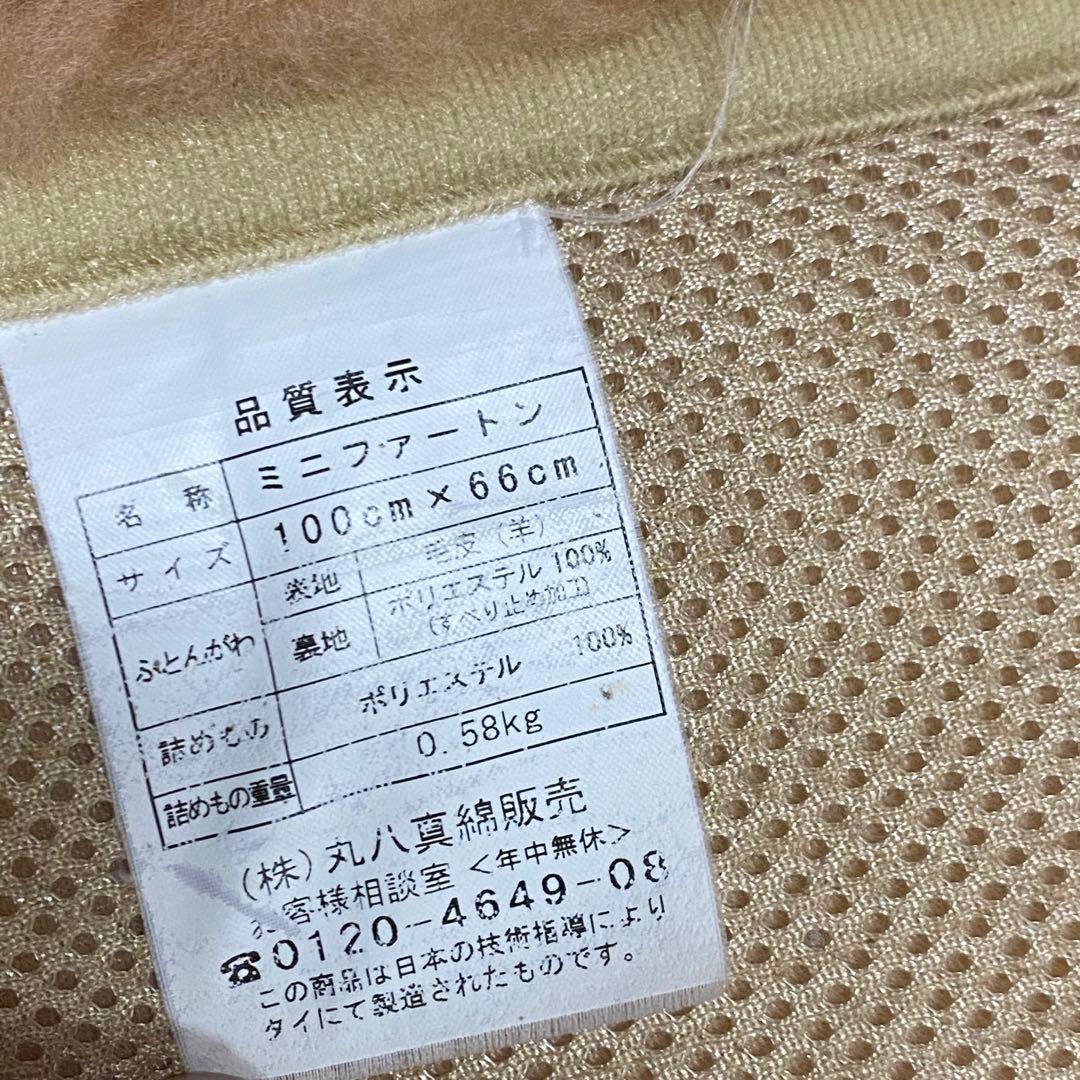 品質表示
名称 ミニファートン
サイズ 100cm×66cm
ふとんがわ 表地 毛皮(羊)
裏地 ポリエステル 100%
(すべり止め加工)
詰めもの ポリエステル 100%
詰めもの重量 0.58kg
(株)丸八真綿販売
お客様相談室<年中無休>
☎0120-4649-08
この商品は日本の技術指導により
タイにて製造されたものです。